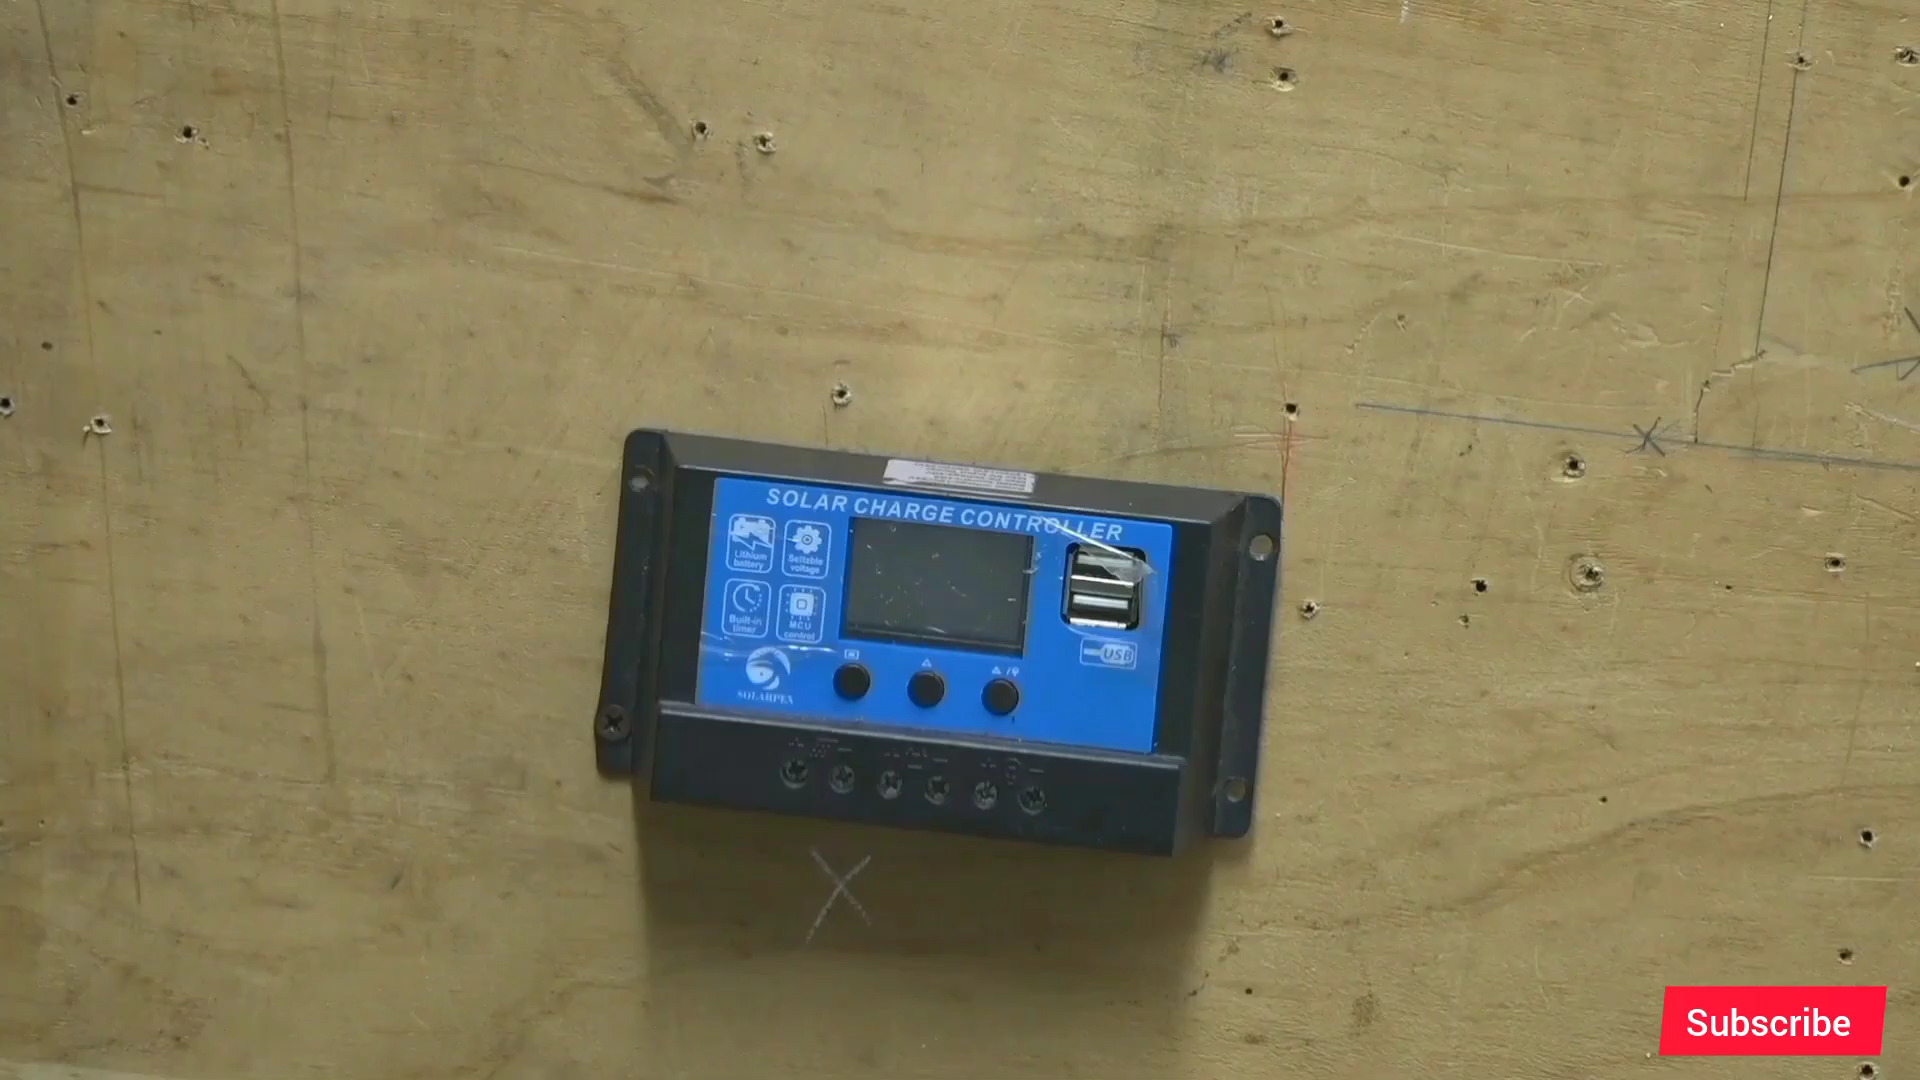 SOLAR CHARGE CONTROLLER
Lithium
battery
Settable
voltage
Built-in
timer
MCU
control
USB
SOLARPEX
Subscribe